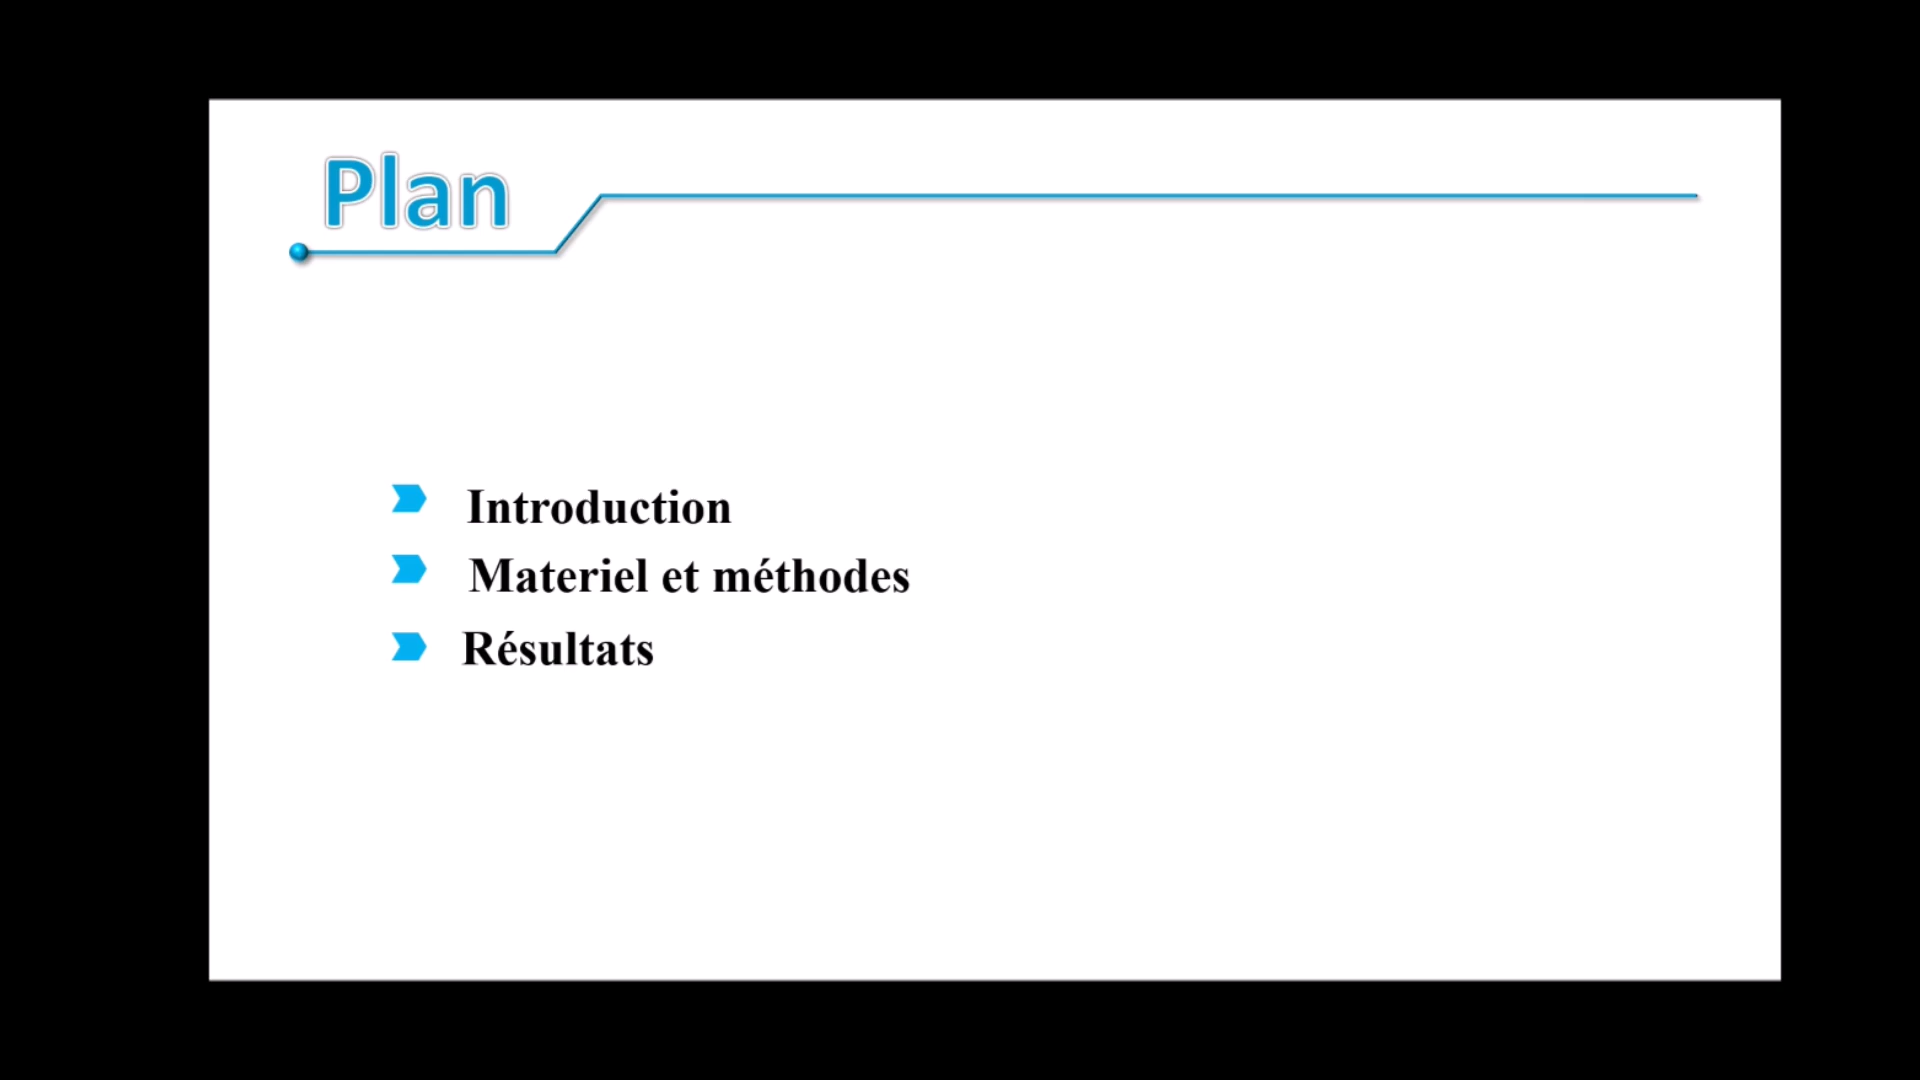 Plan
Introduction
Materiel et méthodes
Résultats